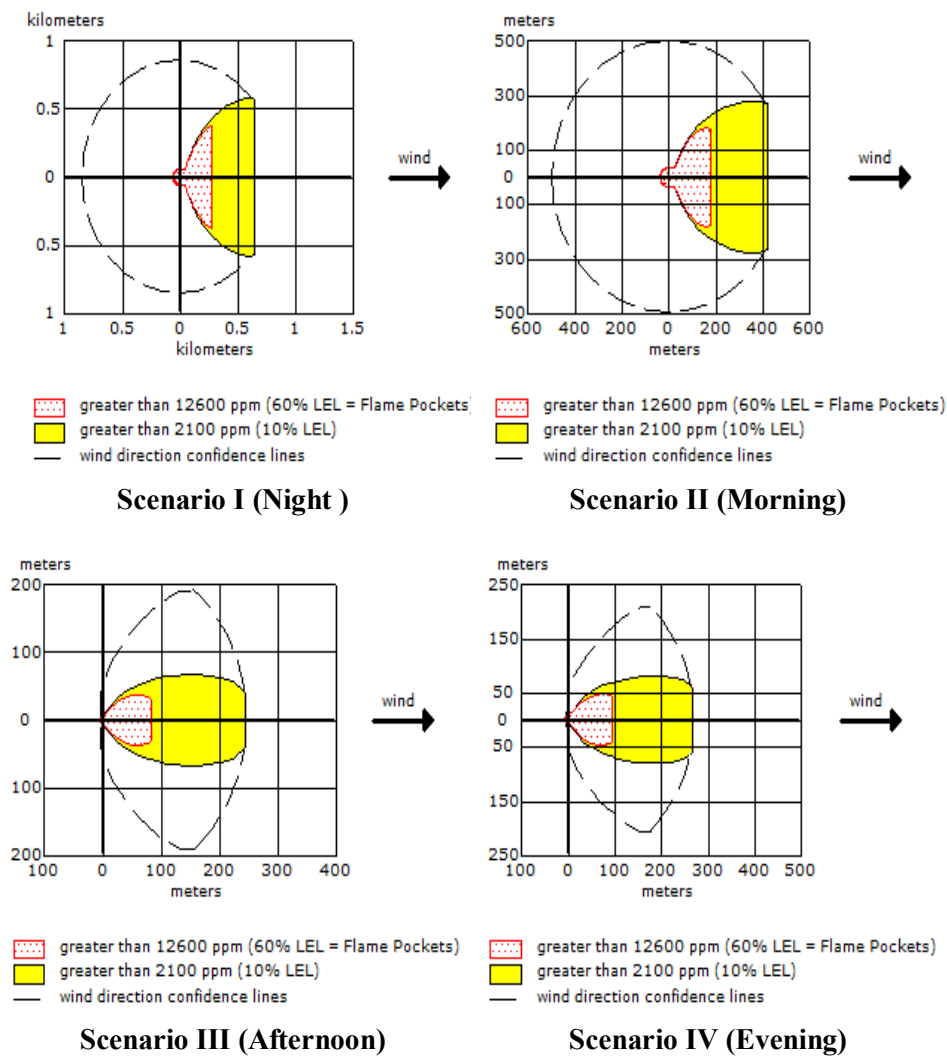 kilometers
1
0.5
0
0.5
1
1 0.5 0 0.5 1 1.5
kilometers
wind
greater than 12600 ppm (60% LEL = Flame Pockets)
greater than 2100 ppm (10% LEL)
wind direction confidence lines
Scenario I (Night )
meters
500
300
100
0
100
300
500
600 400 200 0 200 400 600
meters
wind
greater than 12600 ppm (60% LEL = Flame Pockets)
greater than 2100 ppm (10% LEL)
wind direction confidence lines
Scenario II (Morning)
meters
200
100
0
100
200
100 0 100 200 300 400
meters
wind
greater than 12600 ppm (60% LEL = Flame Pockets)
greater than 2100 ppm (10% LEL)
wind direction confidence lines
Scenario III (Afternoon)
meters
250
150
50
0
50
150
250
100 0 100 200 300 400 500
meters
wind
greater than 12600 ppm (60% LEL = Flame Pockets)
greater than 2100 ppm (10% LEL)
wind direction confidence lines
Scenario IV (Evening)